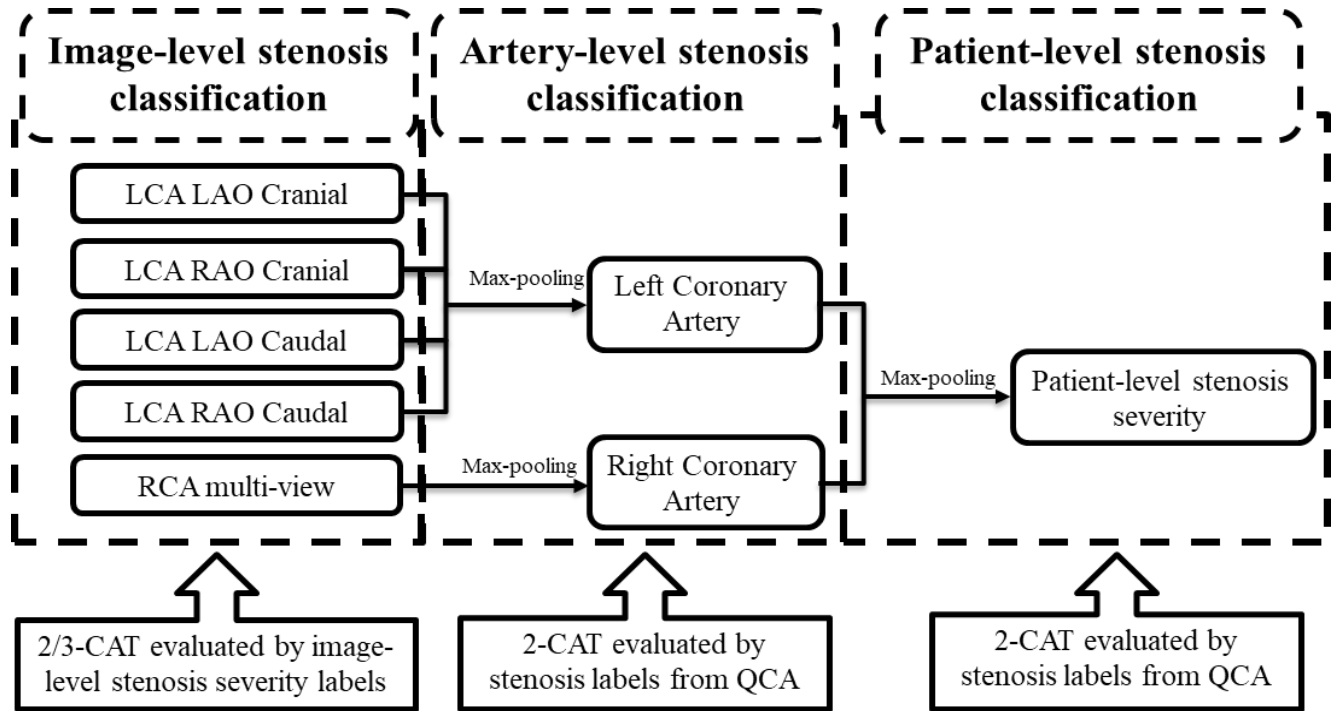 Image-level stenosis
classification
Artery-level stenosis
classification
Patient-level stenosis
classification
LCA LAO Cranial
LCA RAO Cranial
LCA LAO Caudal
LCA RAO Caudal
RCA multi-view
Max-pooling
Max-pooling
Left Coronary
Artery
Right Coronary
Artery
Max-pooling
Patient-level stenosis
severity
2/3-CAT evaluated by image-
level stenosis severity labels
2-CAT evaluated by
stenosis labels from QCA
2-CAT evaluated by
stenosis labels from QCA